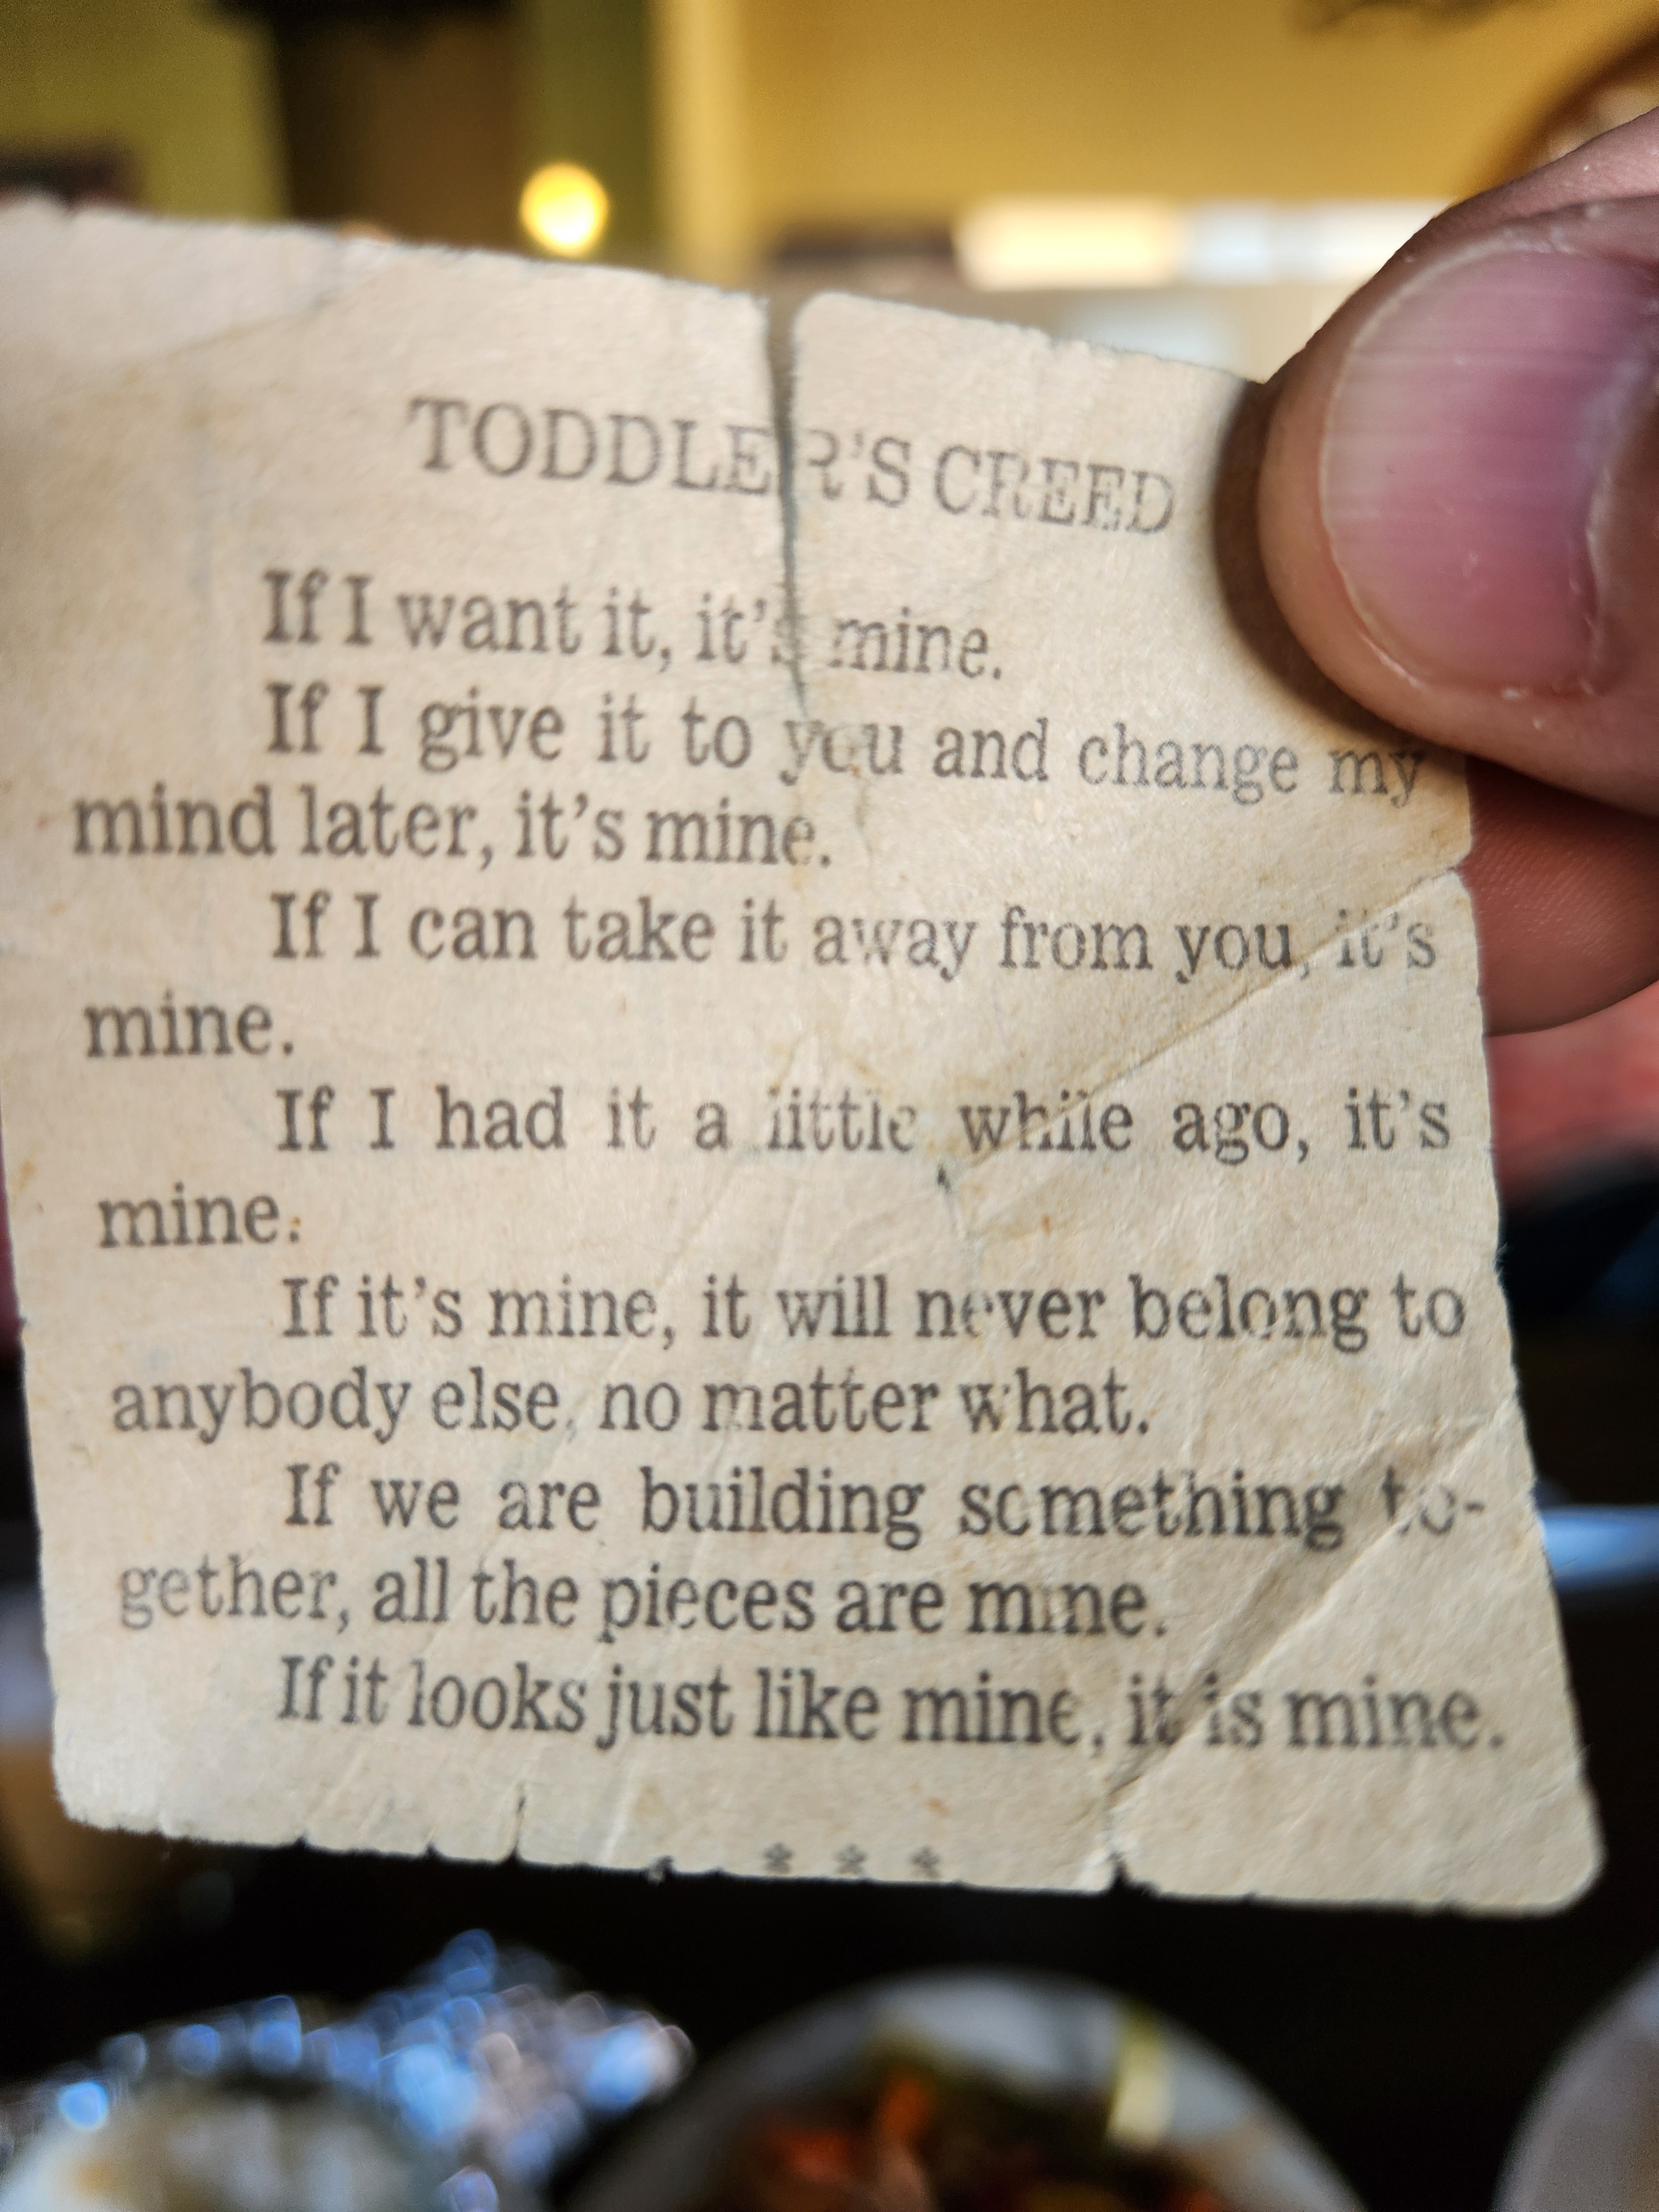 TODDLER'S CREED
If I want it, it's mine.
If I give it to you and change my
mind later, it's mine.
If I can take it away from you, it's
mine.
If I had it a little while ago, it's
mine.
If it's mine, it will never belong to
anybody else, no matter what.
If we are building something to-
gether, all the pieces are mine.
If it looks just like mine, it is mine.
* * *